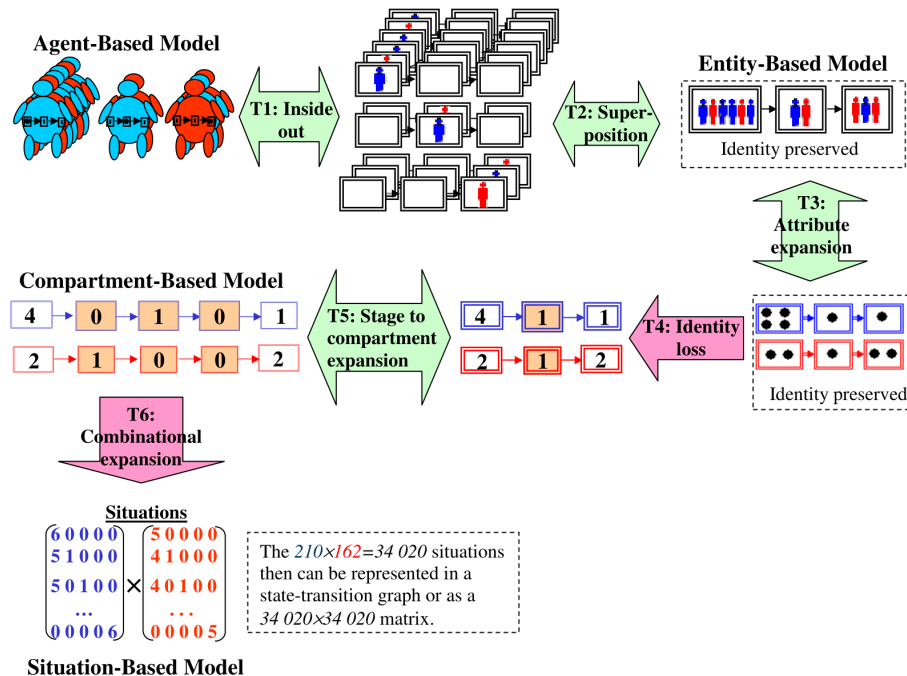 Agent-Based Model
T1: Inside
out
T2: Super-
position
Entity-Based Model
Identity preserved
T3:
Attribute
expansion
Compartment-Based Model
4 0 1 0 1
2 1 0 0 2
T5: Stage to
compartment
expansion
4 1 1
2 1 2
T4: Identity
loss
Identity preserved
T6:
Combinational
expansion
Situations
6 0 0 0 0
5 1 0 0 0
5 0 1 0 0
...
0 0 0 0 6
×
5 0 0 0 0
4 1 0 0 0
4 0 1 0 0
...
0 0 0 0 5
The 210×162=34 020 situations
then can be represented in a
state-transition graph or as a
34 020×34 020 matrix.
Situation-Based Model